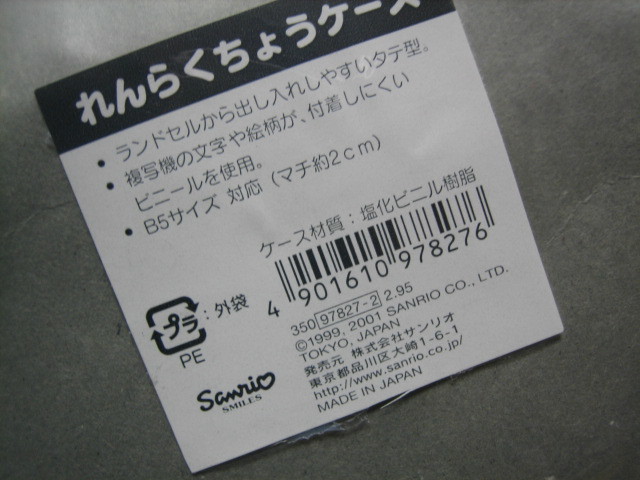 れんらくちょうケース
• ランドセルから出し入れしやすいタテ型。
• 複写機の文字や絵柄が、付着しにくい
ビニールを使用。
• B5サイズ 対応（マチ約2cm）
ケース材質：塩化ビニル樹脂
4 901610 978276
プラ：外袋
PE
350 97827-2 2.95
©1999, 2001 SANRIO CO., LTD.
TOKYO, JAPAN
発売元 株式会社サンリオ
東京都品川区大崎1-6-1
http://www.sanrio.co.jp/
MADE IN JAPAN
Sanrio
SMILES